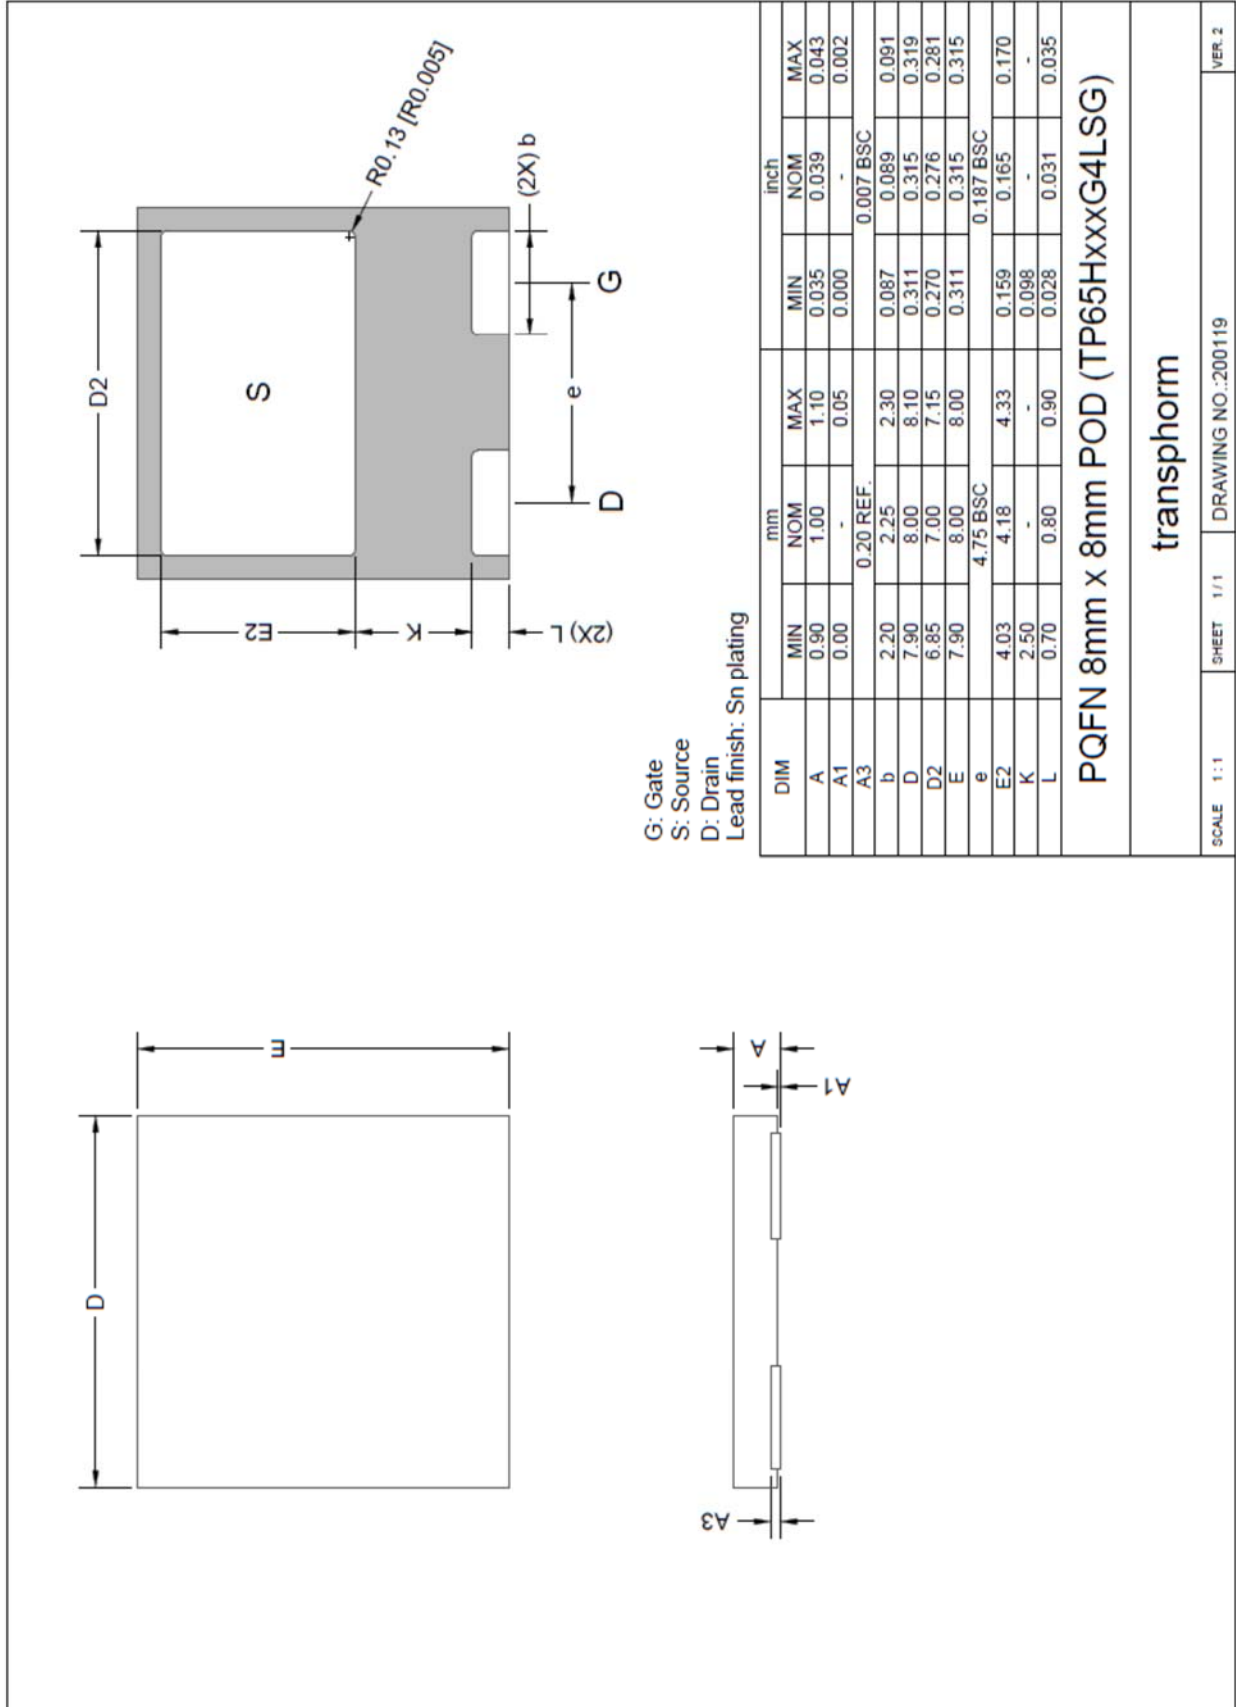 D
E
A
A1
A3
D2
S
R0.13 [R0.005]
E2
K
(2X) L
(2X) b
e
D
G
G: Gate
S: Source
D: Drain
Lead finish: Sn plating
DIM mm inch
MIN NOM MAX MIN NOM MAX
A 0.90 1.00 1.10 0.035 0.039 0.043
A1 0.00 - 0.05 0.000 - 0.002
A3 0.20 REF. 0.007 BSC
b 2.20 2.25 2.30 0.087 0.089 0.091
D 7.90 8.00 8.10 0.311 0.315 0.319
D2 6.85 7.00 7.15 0.270 0.276 0.281
E 7.90 8.00 8.00 0.311 0.315 0.315
e 4.75 BSC 0.187 BSC
E2 4.03 4.18 4.33 0.159 0.165 0.170
K 2.50 - - 0.098 - -
L 0.70 0.80 0.90 0.028 0.031 0.035
PQFN 8mm x 8mm POD (TP65HxxxG4LSG)
transphorm
SCALE 1:1 SHEET 1/1 DRAWING NO.:200119 VER. 2